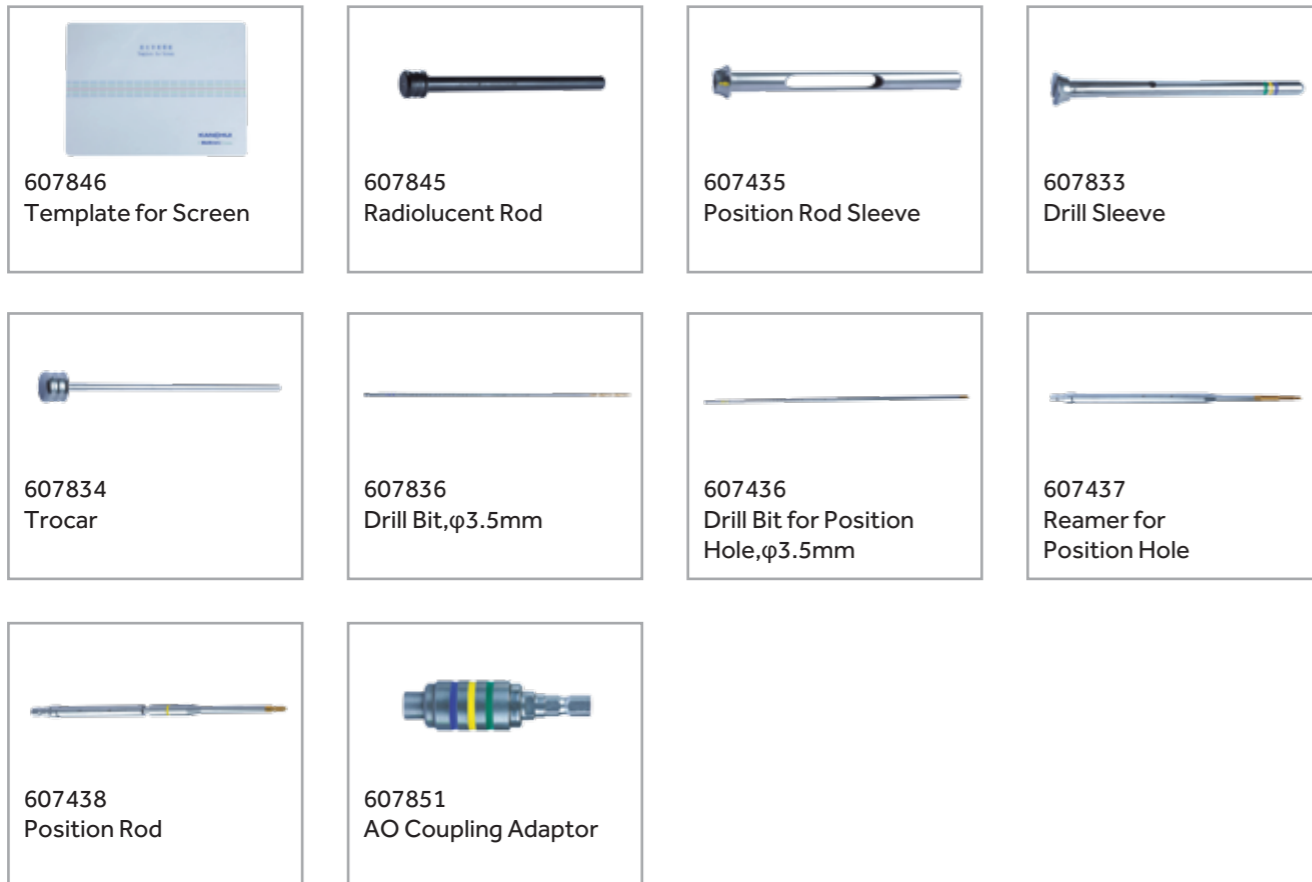 KANGHUI
607846
Template for Screen
607845
Radiolucent Rod
607435
Position Rod Sleeve
607833
Drill Sleeve
607834
Trocar
607836
Drill Bit,φ3.5mm
607436
Drill Bit for Position
Hole,φ3.5mm
607437
Reamer for
Position Hole
607438
Position Rod
607851
AO Coupling Adaptor